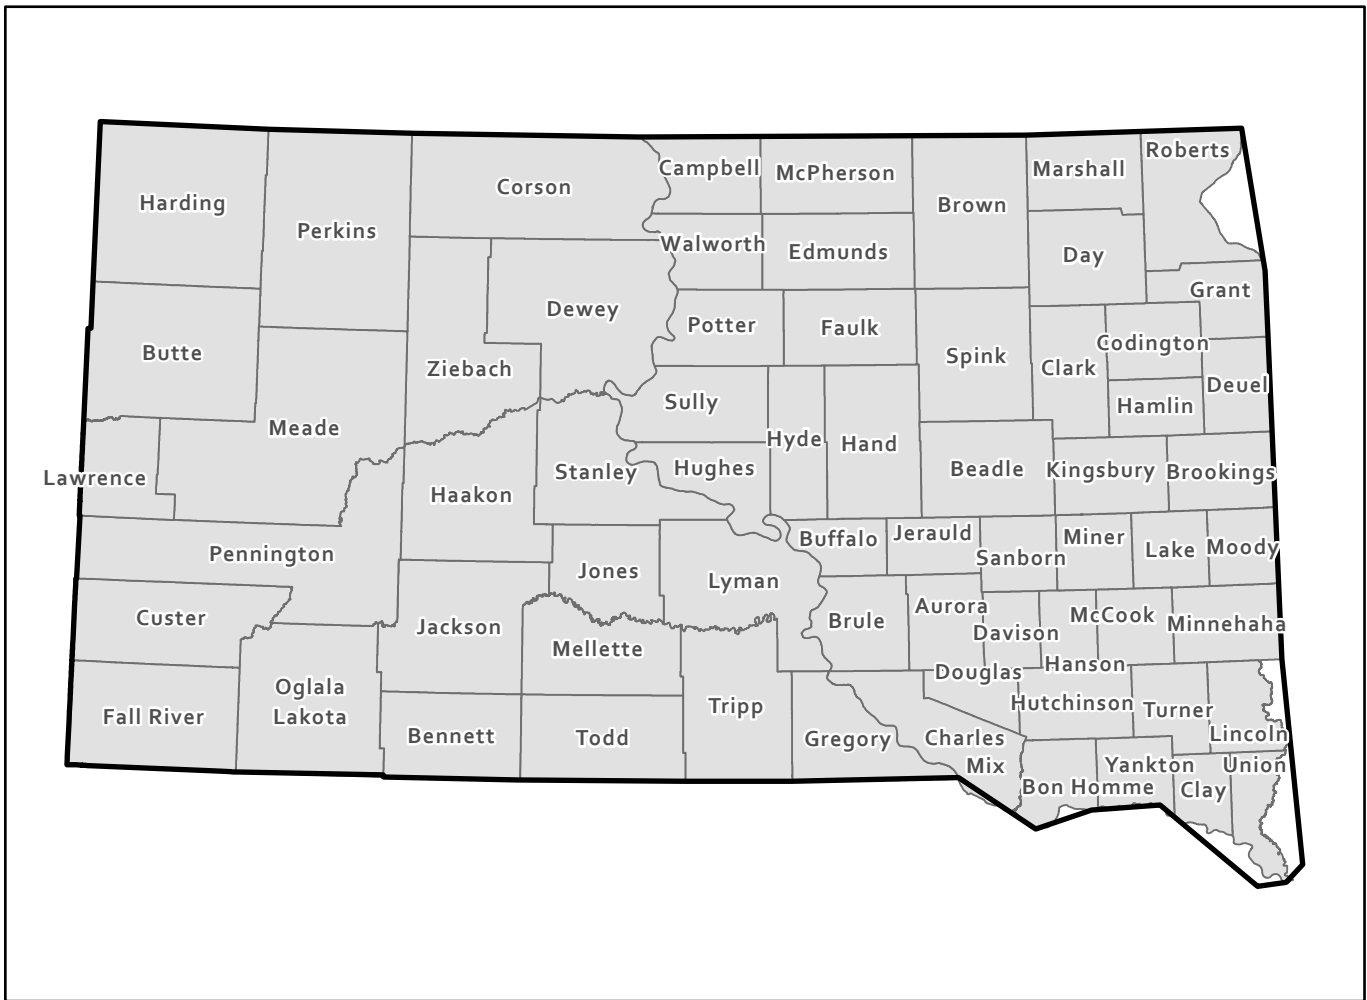 Roberts
Campbell
McPherson
Marshall
Corson
Harding
Brown
Perkins
Walworth
Edmunds
Day
Grant
Dewey
Potter
Faulk
Codington
Butte
Spink
Ziebach
Clark
Deuel
Sully
Hamlin
Meade
Hyde
Hand
Hughes
Beadle
Kingsbury
Brookings
Stanley
Lawrence
Haakon
Jerauld
Buffalo
Miner
Moody
Lake
Pennington
Sanborn
Jones
Lyman
Aurora
McCook
Custer
Brule
Minnehaha
Jackson
Davison
Mellette
Hanson
Douglas
Oglala
Lakota
Hutchinson
Tripp
Turner
Fall River
Lincoln
Bennett
Todd
Gregory
Charles
Mix
Yankton
Union
Bon Homme
Clay